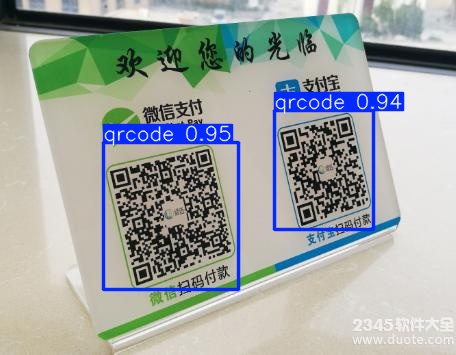 欢迎您的光临
微信支付
支付宝
Pay
qrcode 0.95
qrcode 0.94
微信扫码付款
支付宝扫码付款
2345软件大全
www.duote.com